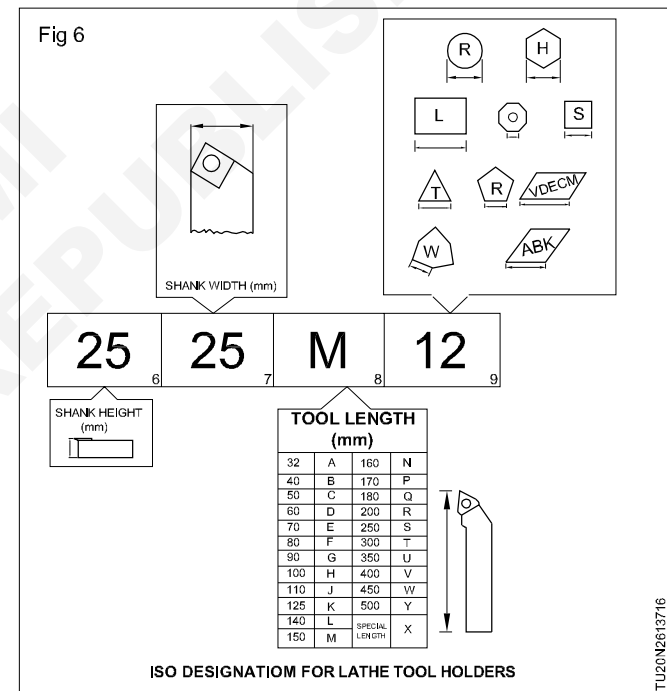 Fig 6
R H
L S
T R VDECM
W ABK
SHANK WIDTH (mm)
25 6 25 7 M 8 12 9
SHANK HEIGHT
(mm)
TOOL LENGTH
(mm)
32 A 160 N
40 B 170 P
50 C 180 Q
60 D 200 R
70 E 250 S
80 F 300 T
90 G 350 U
100 H 400 V
110 J 450 W
125 K 500 Y
140 L SPECIAL LENGTH X
150 M
ISO DESIGNATIOM FOR LATHE TOOL HOLDERS
TU20N2613716